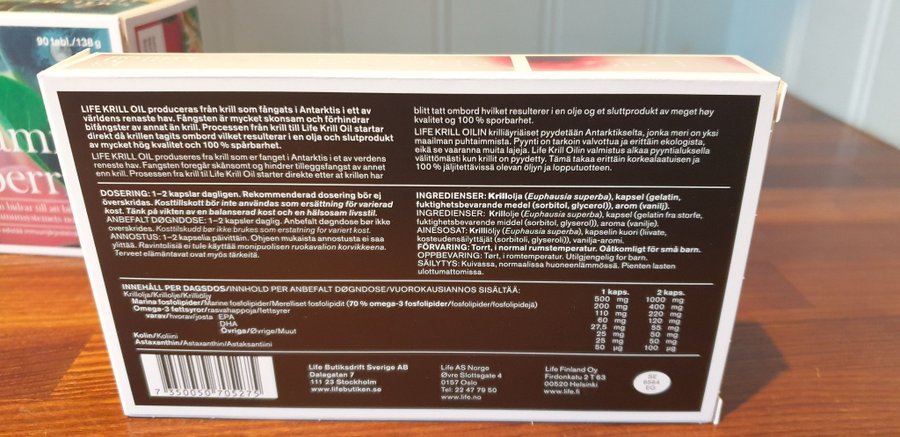 90 tabl./138 g
LIFE KRILL OIL produceras från krill som fångats i Antarktis i ett av
världens renaste hav. Fångsten är mycket skonsam och förhindrar
bifångster av annat än krill. Processen från krill till Life Krill Oil startar
direkt då krillen tagits ombord vilket resulterar i en olja och slutprodukt
av mycket hög kvalitet och 100 % spårbarhet.
LIFE KRILL OIL produseres fra krill som er fanget i Antarktis i et av verdens
reneste hav. Fangsten foregår skånsomt og hindrer tilleggsfangst av annet
enn krill. Prosessen fra krill til Life Krill Oil starter direkte etter at krillen har
blitt tatt ombord hvilket resulterer i en olje og et sluttprodukt av meget høy
kvalitet og 100 % sporbarhet.
LIFE KRILL OILIN krilliäyriäiset pyydetään Antarktikselta, jonka meri on yksi
maailman puhtaimmista. Pyynti on tarkoin valvottua ja erittäin ekologista,
eikä se vaaranna muita lajeja. Life Krill Oilin valmistus alkaa pyyntialuksella
välittömästi kun krillit on pyydetty. Tämä takaa erittäin korkealaatuisen ja
100 % jäljitettävissä olevan öljyn ja lopputuotteen.
DOSERING: 1–2 kapslar dagligen. Rekommenderad dosering bör ej
överskridas. Kosttillskott bör inte användas som ersättning för varierad
kost. Tänk på vikten av en balanserad kost och en hälsosam livsstil.
ANBEFALT DØGNDOSE: 1–2 kapsler daglig. Anbefalt døgndose bør ikke
overskrides. Kosttilskudd bør ikke brukes som erstatning for variert kost.
ANNOSTUS: 1–2 kapselia päivittäin. Ohjeen mukaista annostusta ei saa
ylittää. Ravintolisiä ei tule käyttää monipuolisen ruokavalion korvikkeena.
Terveet elämäntavat ovat myös tärkeitä.
INGREDIENSER: Krillolja (Euphausia superba), kapsel (gelatin,
fuktighetsbevarande medel (sorbitol, glycerol)), arom (vanilj).
INGREDIENSER: Krillolje (Euphausia superba), kapsel (gelatin fra storfe,
fuktighetsbevarende middel (sorbitol, glyserol)), aroma (vanilje).
AINESOSAT: Krilliöljy (Euphausia superba), kapselin kuori (liivate,
kosteudensäilyttäjät (sorbitoli, glyseroli)), vanilja-aromi.
FÖRVARING: Torrt, i normal rumstemperatur. Oåtkomligt för små barn.
OPPBEVARING: Tørt, i romtemperatur. Utilgjengelig for barn.
SÄILYTYS: Kuivassa, normaalissa huoneenlämmössä. Pienten lasten
ulottumattomissa.
INNEHÅLL PER DAGSDOS/INNHOLD PER ANBEFALT DØGNDOSE/VUOROKAUSIANNOS SISÄLTÄÄ: 1 kaps. 2 kaps.
Krillolja/Krillolje/Krilliöljy 500 mg 1000 mg
Marina fosfolipider/Marine fosfolipider/Merelliset fosfolipidit (70 % omega-3 fosfolipider/fosfolipider/fosfolipidejä) 200 mg 400 mg
Omega-3 fettsyror/rasvahappoja/fettsyrer 110 mg 220 mg
varav/hvorav/josta EPA 60 mg 120 mg
DHA 27,5 mg 55 mg
Övriga/Øvrige/Muut 25 mg 50 mg
Kolin/Koliini 25 mg 50 mg
Astaxanthin/Astaxanthin/Astaksantiini 50 µg 100 µg
7 350050 705275
Life Butiksdrift Sverige AB
Dalagatan 7
111 23 Stockholm
www.lifebutiken.se
Life AS Norge
Øvre Slottsgate 4
0157 Oslo
Tel: 22 47 79 50
www.life.no
Life Finland Oy
Firdonkatu 2 T 63
00520 Helsinki
www.life.fi
SE
6564
EG